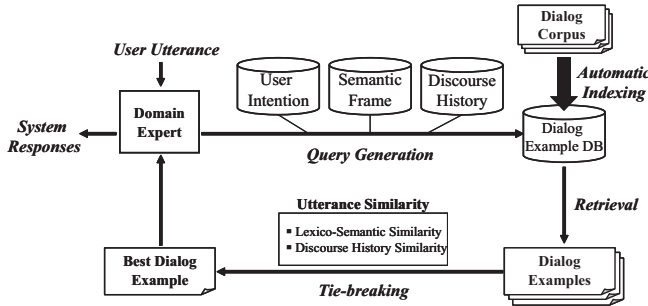 Dialog
Corpus
User Utterance
User
Intention
Semantic
Frame
Discourse
History
Automatic
Indexing
Domain
Expert
System
Responses
Query Generation
Dialog
Example DB
Retrieval
Utterance Similarity
▪ Lexico-Semantic Similarity
▪ Discourse History Similarity
Best Dialog
Example
Tie-breaking
Dialog
Examples